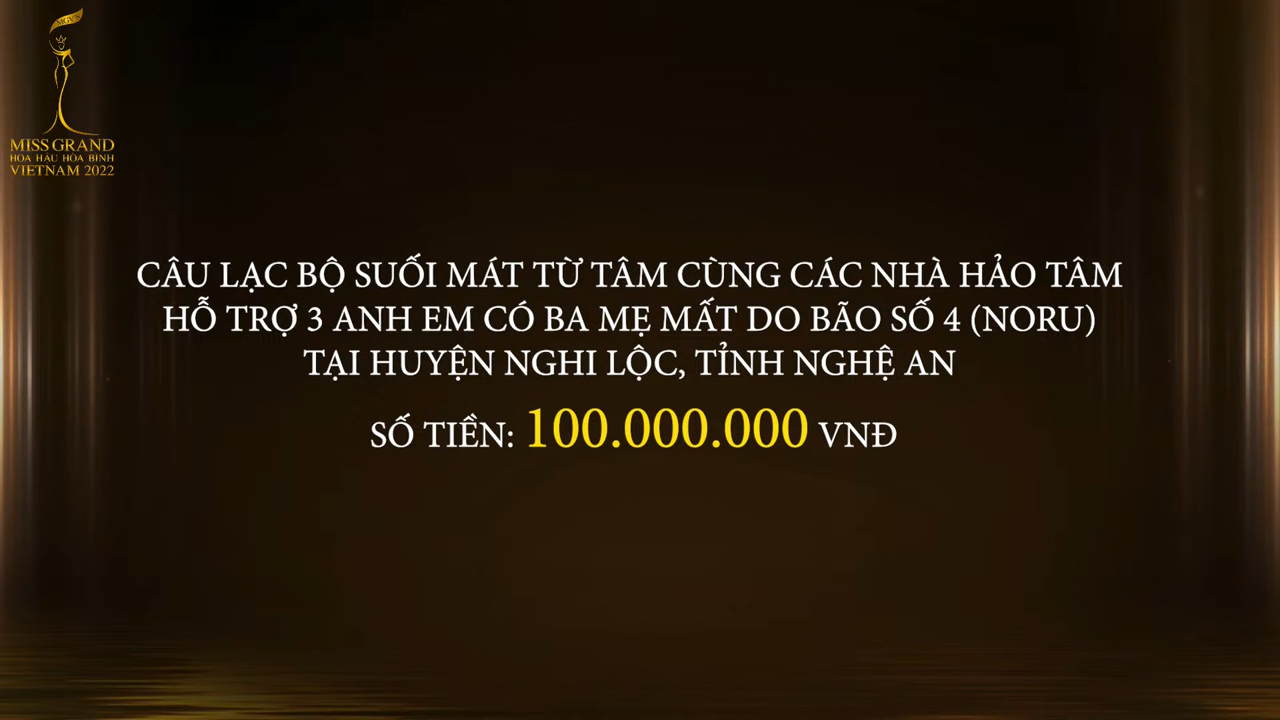 MGVN
MISS GRAND
HOA HẬU HÒA BÌNH
VIETNAM 2022
CÂU LẠC BỘ SUỐI MÁT TỪ TÂM CÙNG CÁC NHÀ HẢO TÂM
HỖ TRỢ 3 ANH EM CÓ BA MẸ MẤT DO BÃO SỐ 4 (NORU)
TẠI HUYỆN NGHI LỘC, TỈNH NGHỆ AN
SỐ TIỀN: 100.000.000 VNĐ